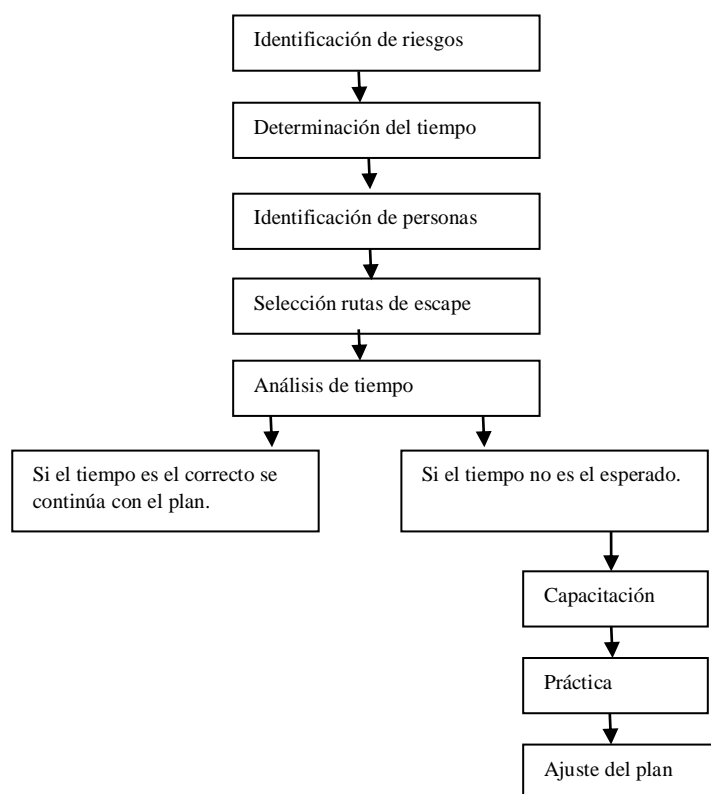 Identificación de riesgos
Determinación del tiempo
Identificación de personas
Selección rutas de escape
Análisis de tiempo
Si el tiempo es el correcto se
continúa con el plan.
Si el tiempo no es el esperado.
Capacitación
Práctica
Ajuste del plan